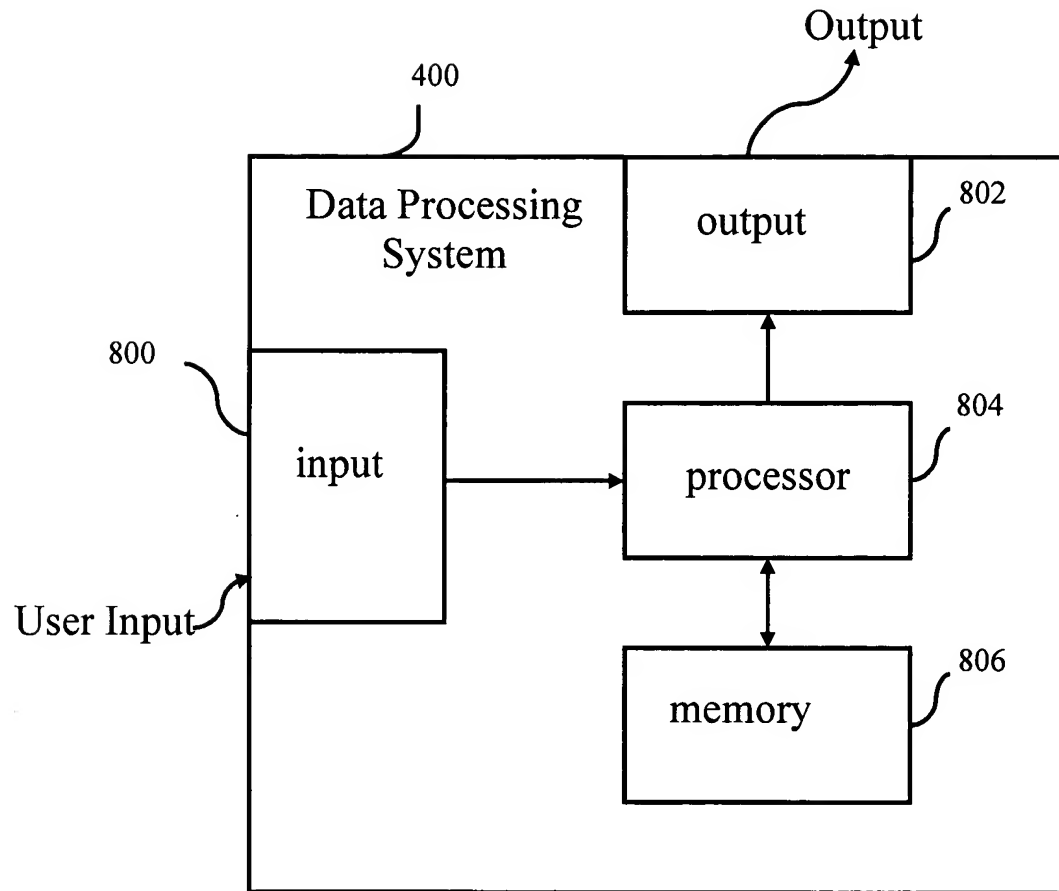 Output
400
Data Processing
System
output
802
800
input
processor
804
User Input
memory
806